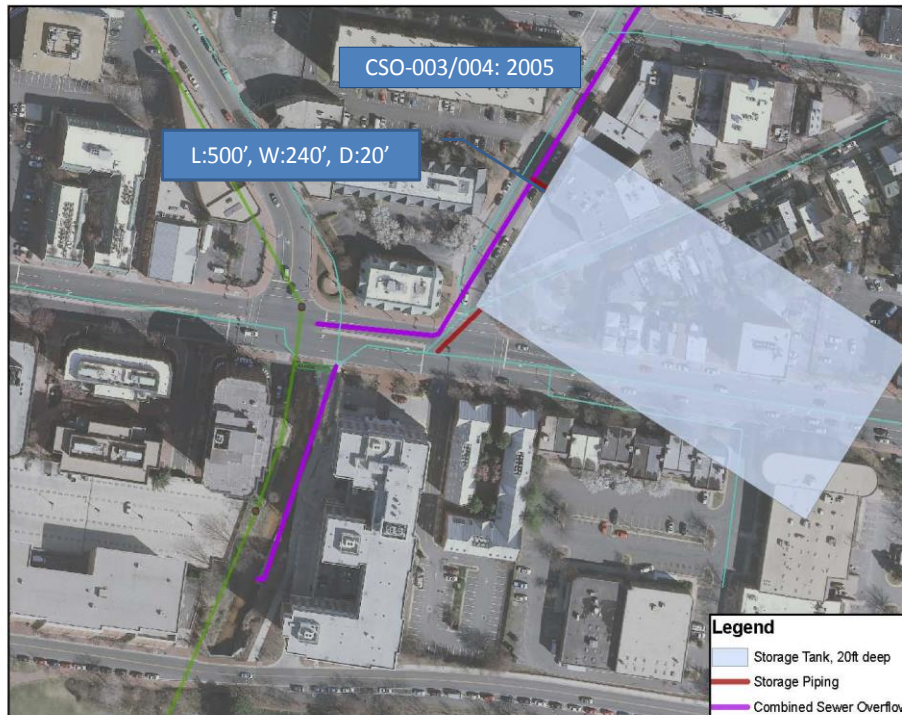 CSO-003/004: 2005
L:500’, W:240’, D:20’
Legend
Storage Tank, 20ft deep
Storage Piping
Combined Sewer Overflow